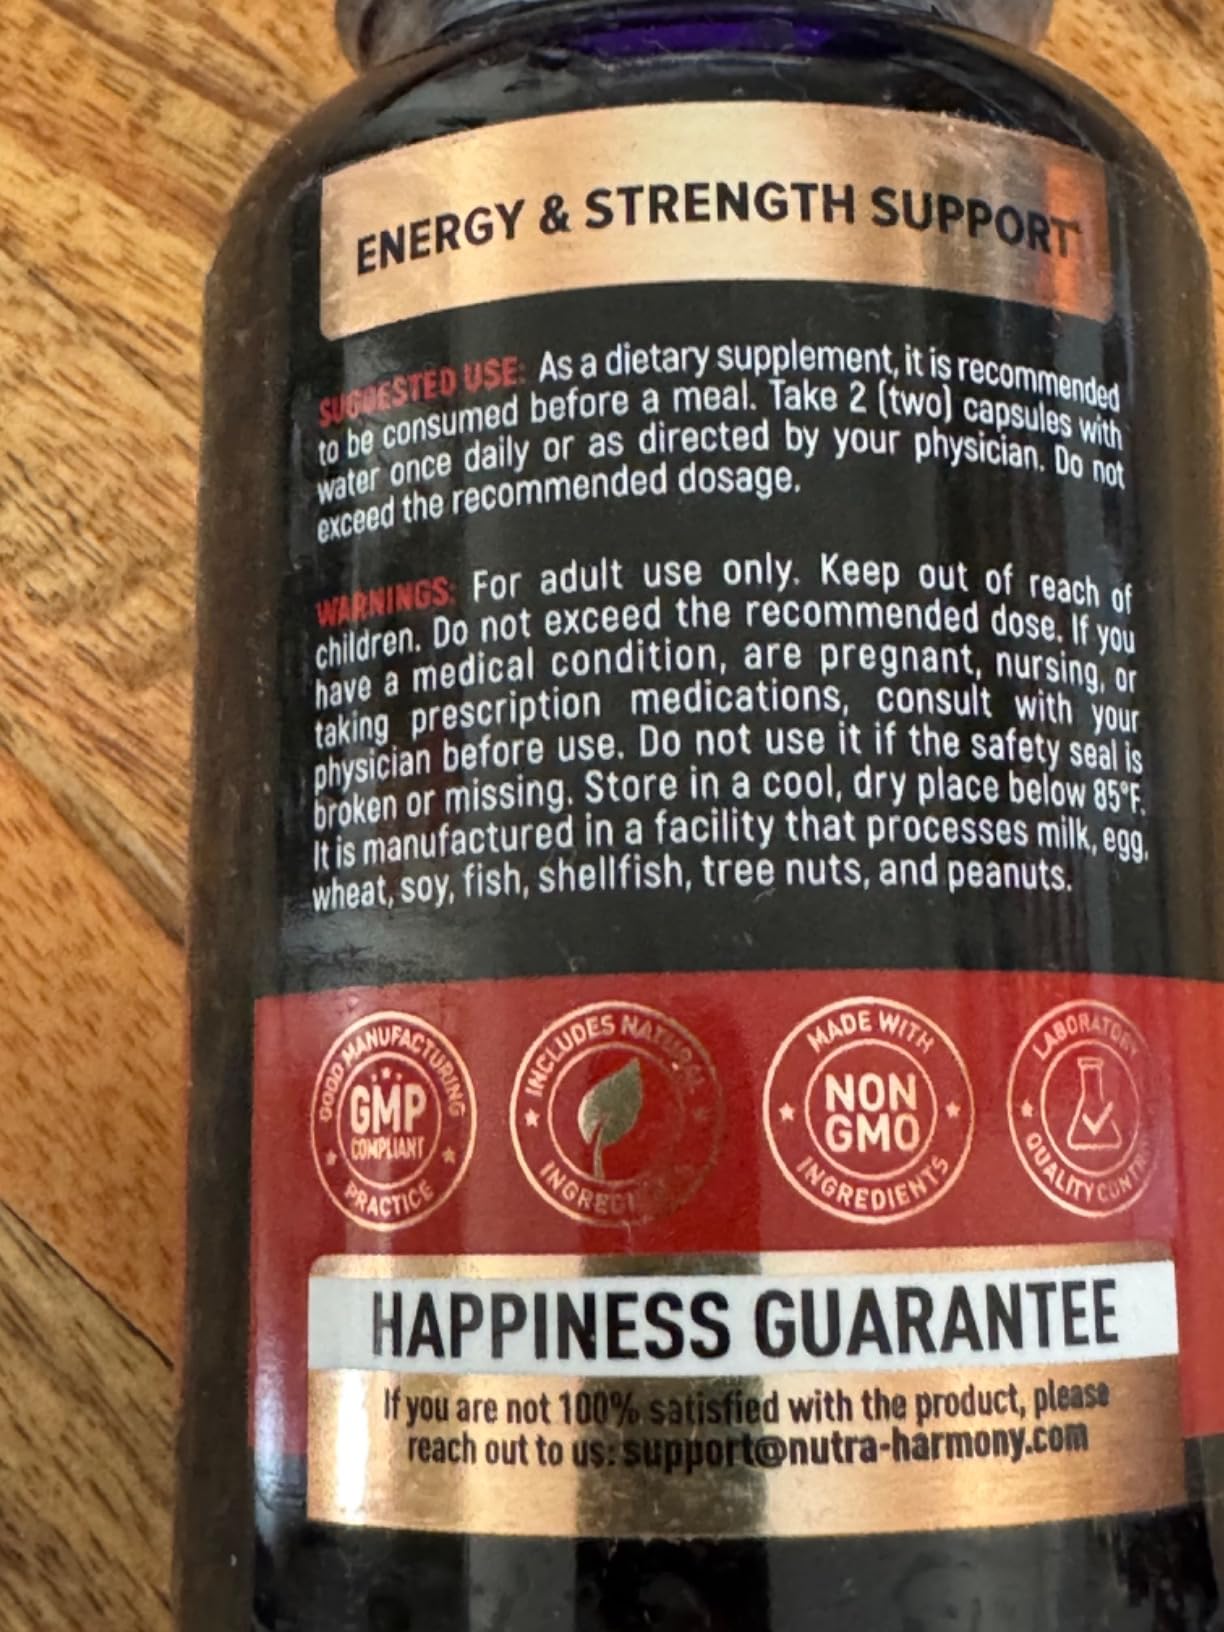 ENERGY & STRENGTH SUPPORT*
SUGGESTED USE: As a dietary supplement, it is recommended
to be consumed before a meal. Take 2 (two) capsules with
water once daily or as directed by your physician. Do not
exceed the recommended dosage.
WARNINGS: For adult use only. Keep out of reach of
children. Do not exceed the recommended dose. If you
have a medical condition, are pregnant, nursing, or
taking prescription medications, consult with your
physician before use. Do not use it if the safety seal is
broken or missing. Store in a cool, dry place below 85°F.
It is manufactured in a facility that processes milk, egg,
wheat, soy, fish, shellfish, tree nuts, and peanuts.
GOOD MANUFACTURING
GMP
COMPLIANT
PRACTICE
INCLUDES NATURAL
INGREDIENTS
MADE WITH
NON
GMO
INGREDIENTS
LABORATORY
QUALITY CONTROL
HAPPINESS GUARANTEE
If you are not 100% satisfied with the product, please
reach out to us: support@nutra-harmony.com